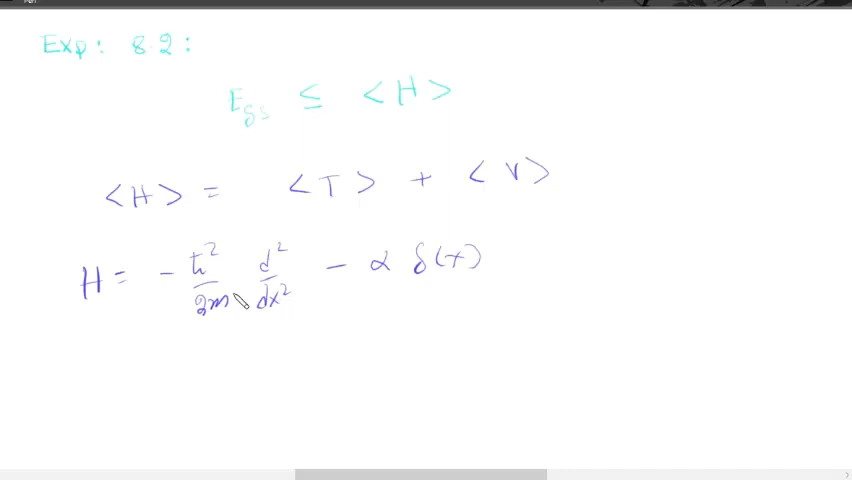 Exp: 8.2:
E_gs ≤ <H>
<H> = <T> + <V>
H = - ħ²/2m d²/dx² - α δ(x)